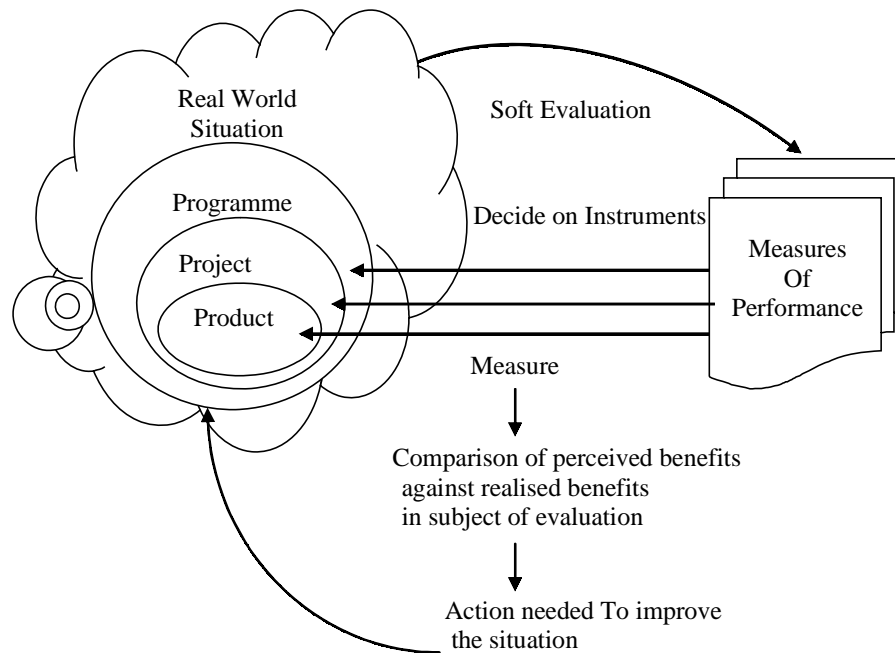 Real World
Situation
Soft Evaluation
Programme
Decide on Instruments
Project
Measures
Of
Performance
Product
Measure
Comparison of perceived benefits
against realised benefits
in subject of evaluation
Action needed To improve
the situation